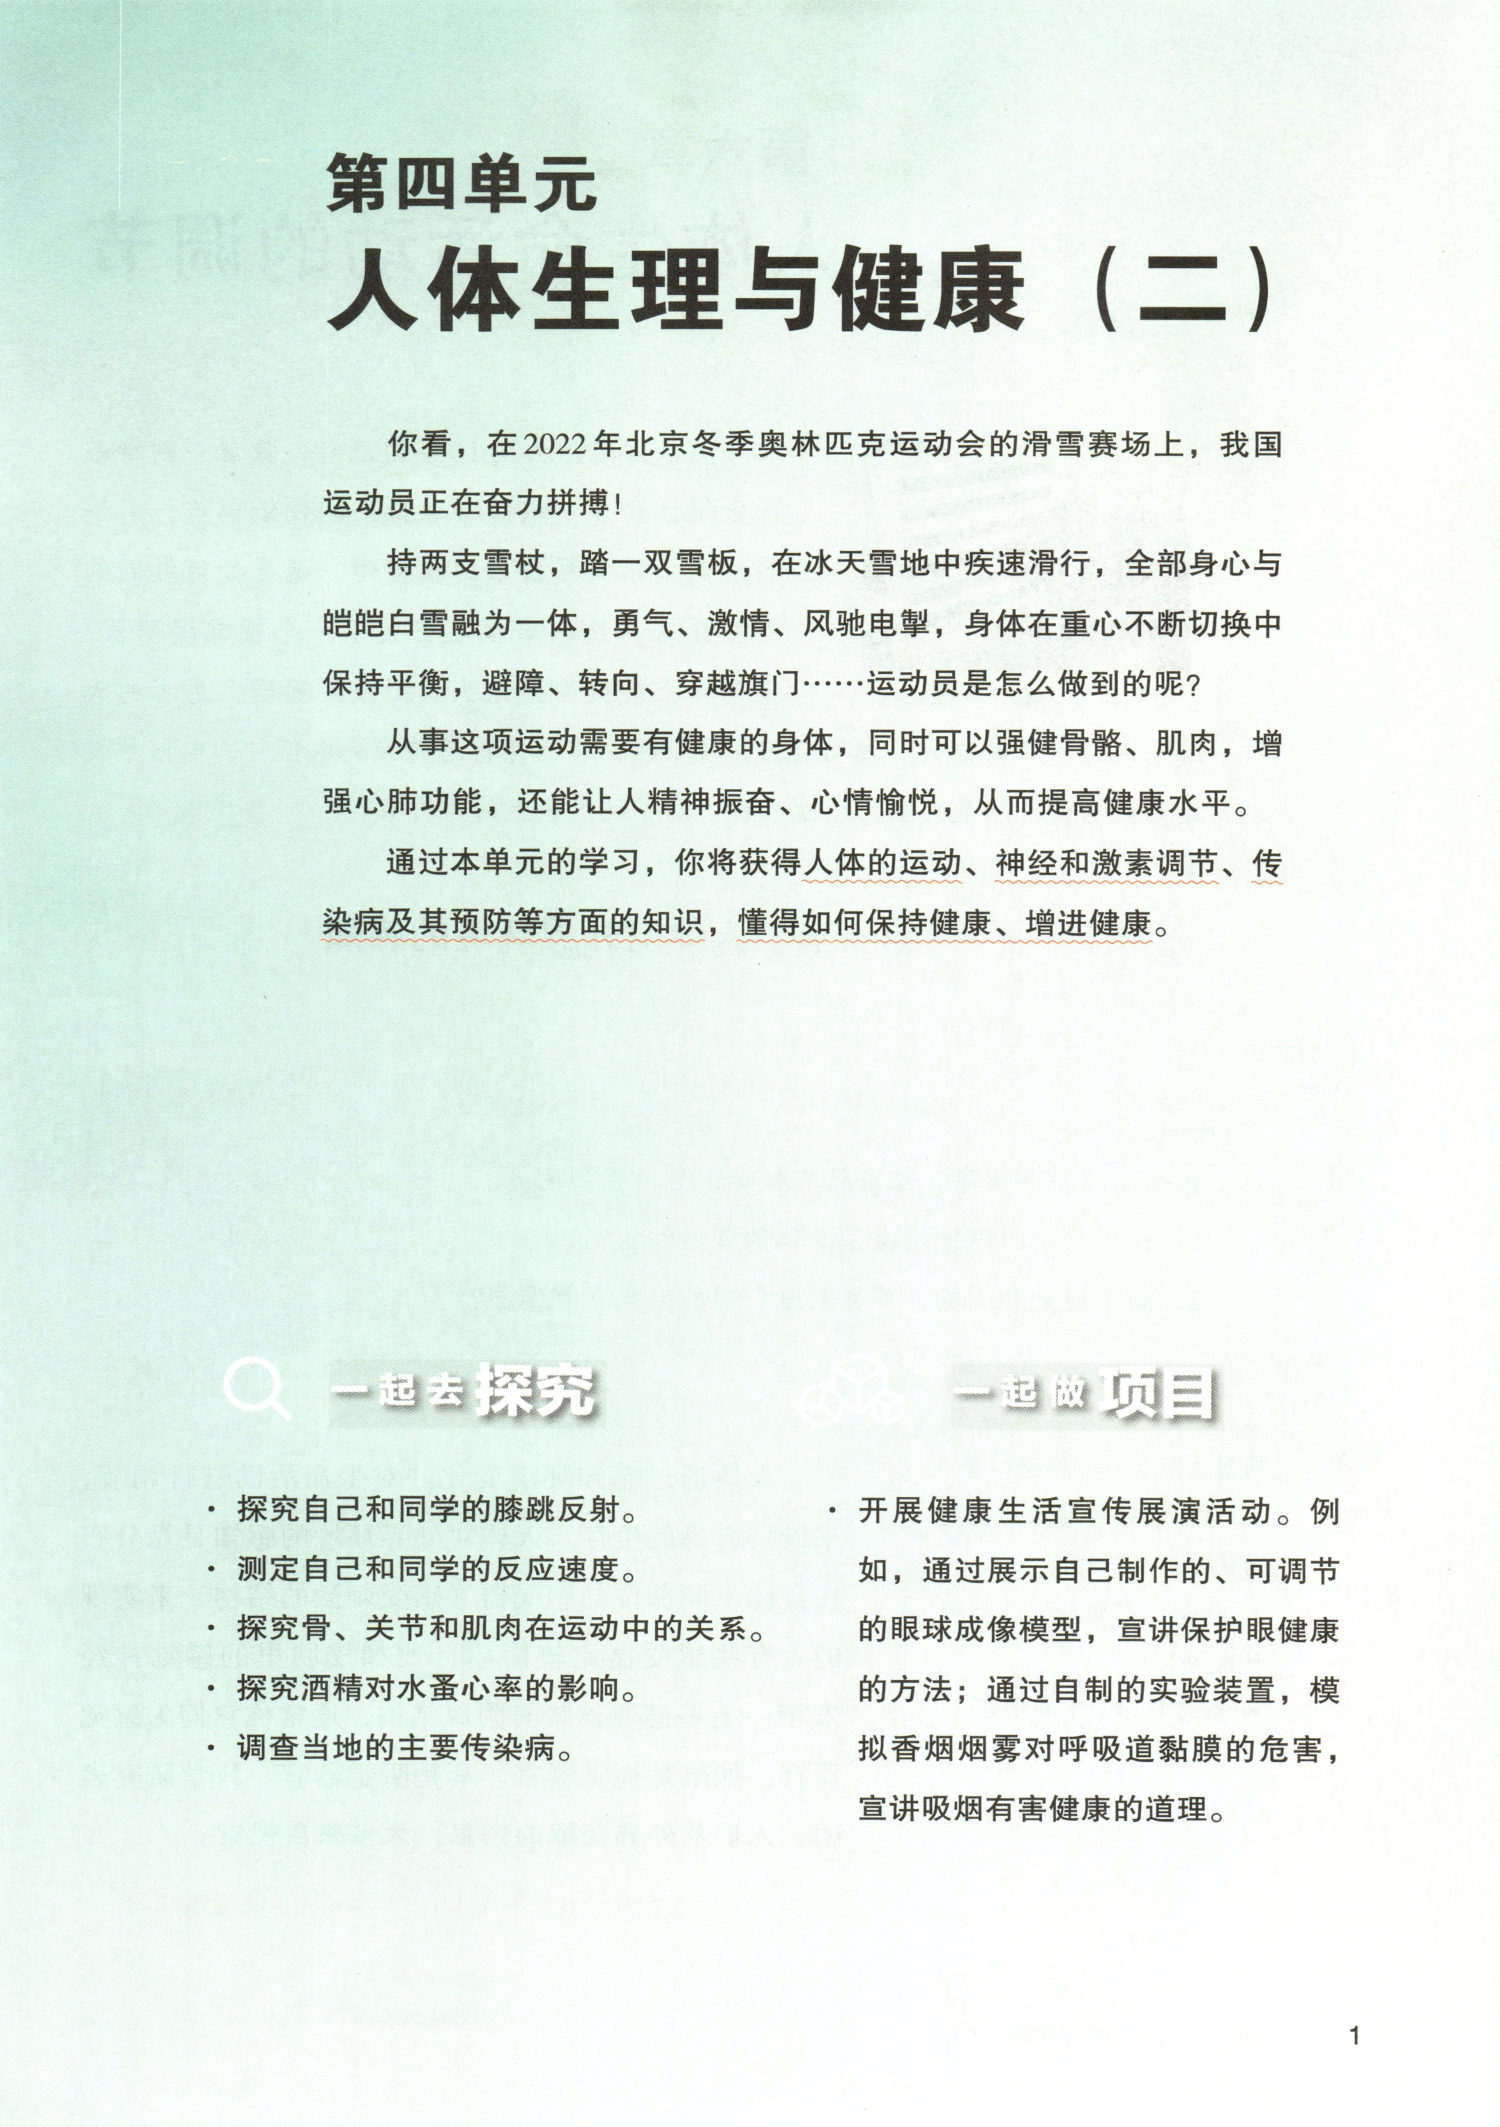 第四单元
人体生理与健康（二）
你看，在2022年北京冬季奥林匹克运动会的滑雪赛场上，我国
运动员正在奋力拼搏！
持两支雪杖，踏一双雪板，在冰天雪地中疾速滑行，全部身心与
皑皑白雪融为一体，勇气、激情、风驰电掣，身体在重心不断切换中
保持平衡，避障、转向、穿越旗门……运动员是怎么做到的呢？
从事这项运动需要有健康的身体，同时可以强健骨骼、肌肉，增
强心肺功能，还能让人精神振奋、心情愉悦，从而提高健康水平。
通过本单元的学习，你将获得人体的运动、神经和激素调节、传
染病及其预防等方面的知识，懂得如何保持健康、增进健康。
一起去探究
· 探究自己和同学的膝跳反射。
· 测定自己和同学的反应速度。
· 探究骨、关节和肌肉在运动中的关系。
· 探究酒精对水蚤心率的影响。
· 调查当地的主要传染病。
一起做项目
· 开展健康生活宣传展演活动。例
如，通过展示自己制作的、可调节
的眼球成像模型，宣讲保护眼健康
的方法；通过自制的实验装置，模
拟香烟烟雾对呼吸道黏膜的危害，
宣讲吸烟有害健康的道理。
1